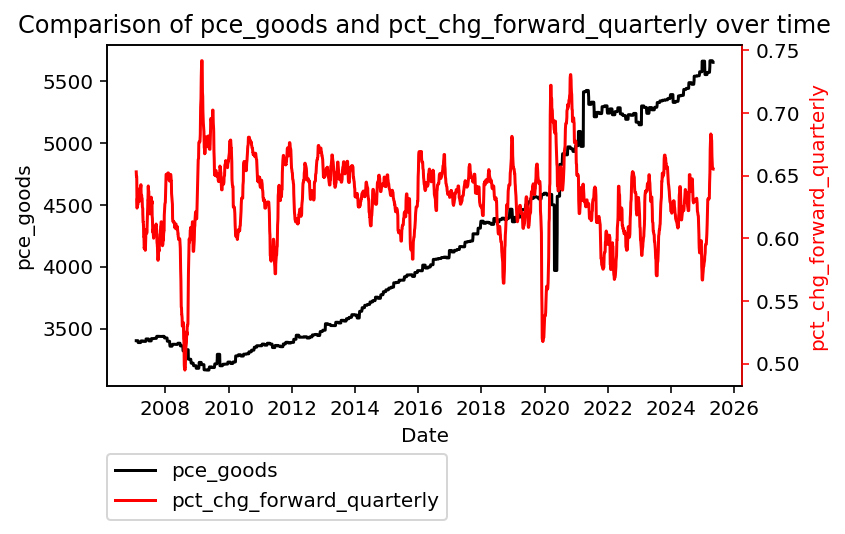 Comparison of pce_goods and pct_chg_forward_quarterly over time
pce_goods
5500
5000
4500
4000
3500
0.75
0.70
0.65
0.60
0.55
0.50
pct_chg_forward_quarterly
2008 2010 2012 2014 2016 2018 2020 2022 2024 2026
Date
pce_goods
pct_chg_forward_quarterly